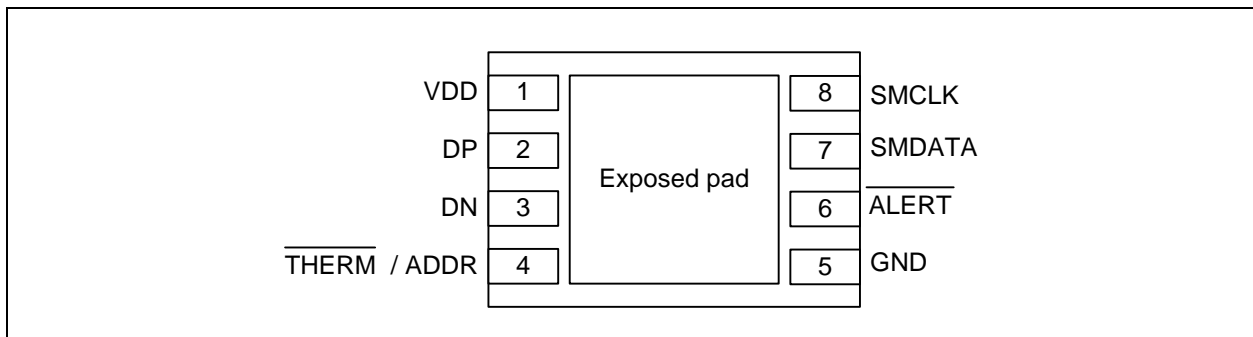 VDD 1 8 SMCLK
DP 2 7 SMDATA
Exposed pad
DN 3 6 ALERT
THERM / ADDR 4 5 GND